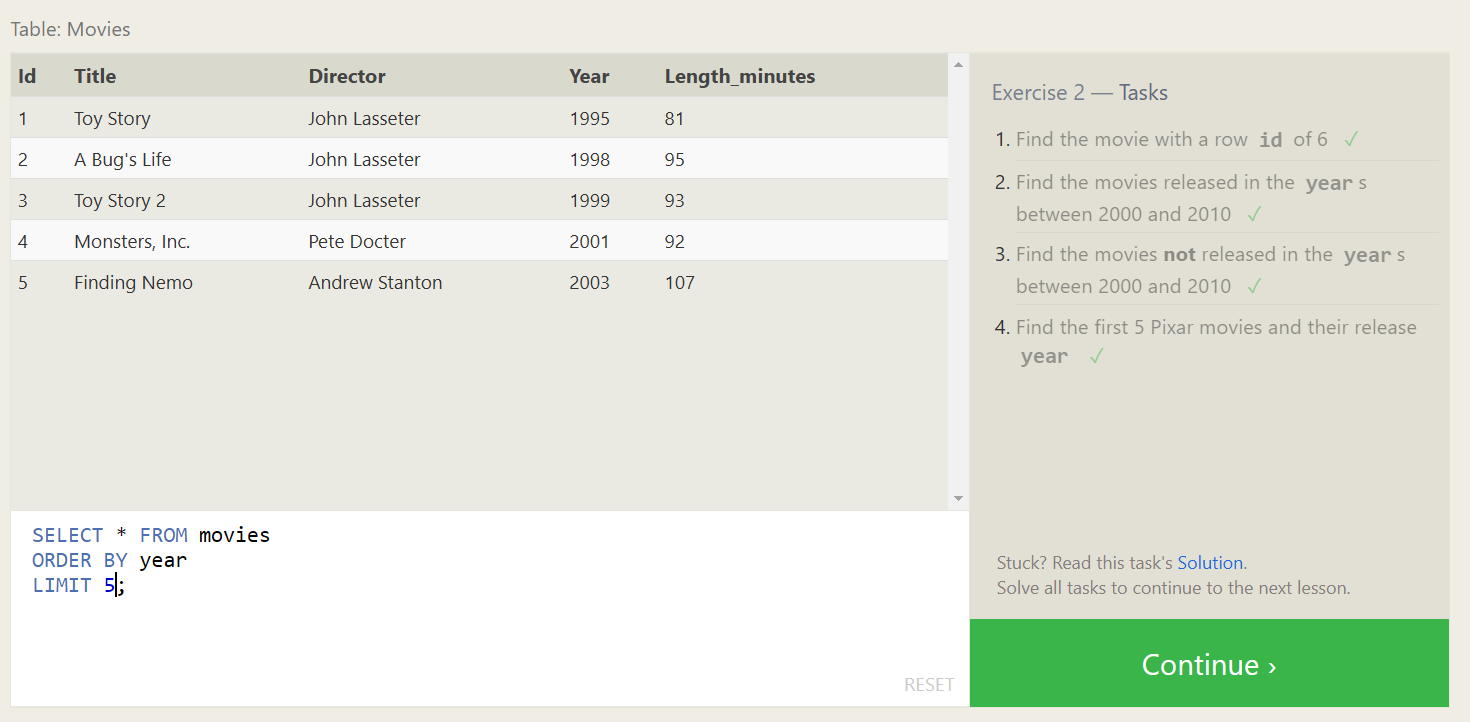 Table: Movies
Id Title Director Year Length_minutes
1 Toy Story John Lasseter 1995 81
2 A Bug's Life John Lasseter 1998 95
3 Toy Story 2 John Lasseter 1999 93
4 Monsters, Inc. Pete Docter 2001 92
5 Finding Nemo Andrew Stanton 2003 107
SELECT * FROM movies
ORDER BY year
LIMIT 5;
RESET
Exercise 2 — Tasks
1. Find the movie with a row id of 6 ✓
2. Find the movies released in the year s
between 2000 and 2010 ✓
3. Find the movies not released in the year s
between 2000 and 2010 ✓
4. Find the first 5 Pixar movies and their release
year ✓
Stuck? Read this task's Solution.
Solve all tasks to continue to the next lesson.
Continue ›